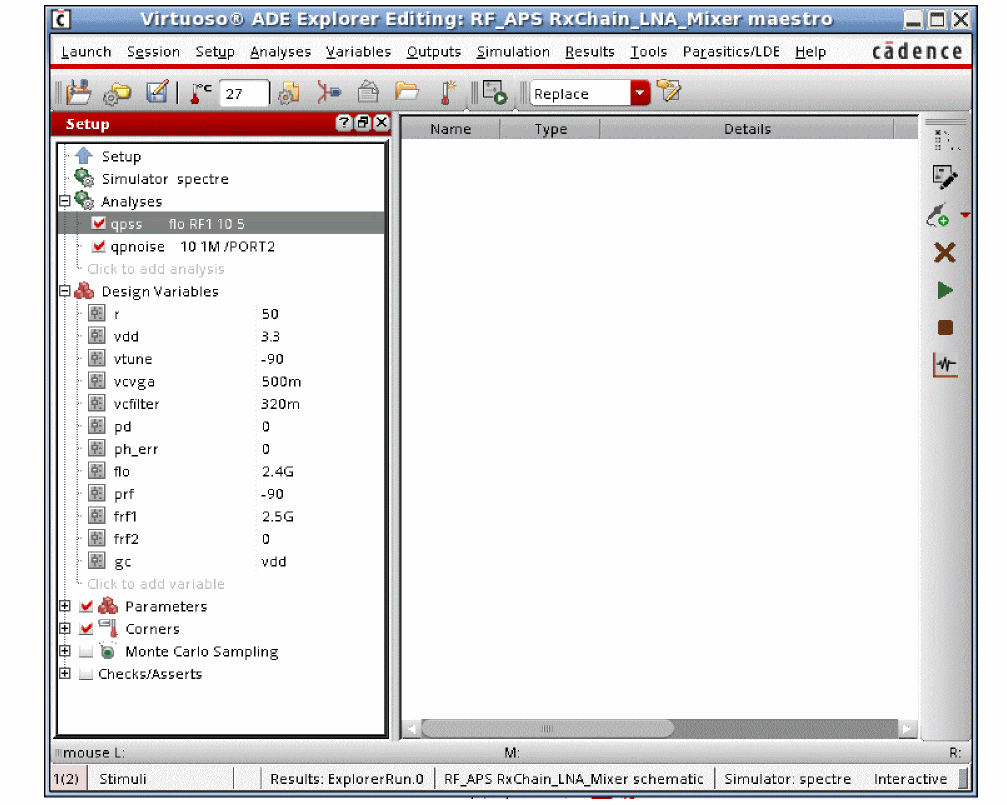 Virtuoso® ADE Explorer Editing: RF_APS RxChain_LNA_Mixer maestro
Launch Session Setup Analyses Variables Outputs Simulation Results Tools Parasitics/LDE Help cādence
27 Replace
Setup
Name Type Details
Setup
Simulator spectre
Analyses
qpss flo RF1 10 5
qpnoise 10 1M /PORT2
Click to add analysis
Design Variables
r 50
vdd 3.3
vtune -90
vcvga 500m
vcfilter 320m
pd 0
ph_err 0
flo 2.4G
prf -90
frf1 2.5G
frf2 0
gc vdd
Click to add variable
Parameters
Corners
Monte Carlo Sampling
Checks/Asserts
mouse L: M: R:
1(2) Stimuli Results: ExplorerRun.0 RF_APS RxChain_LNA_Mixer schematic Simulator: spectre Interactive